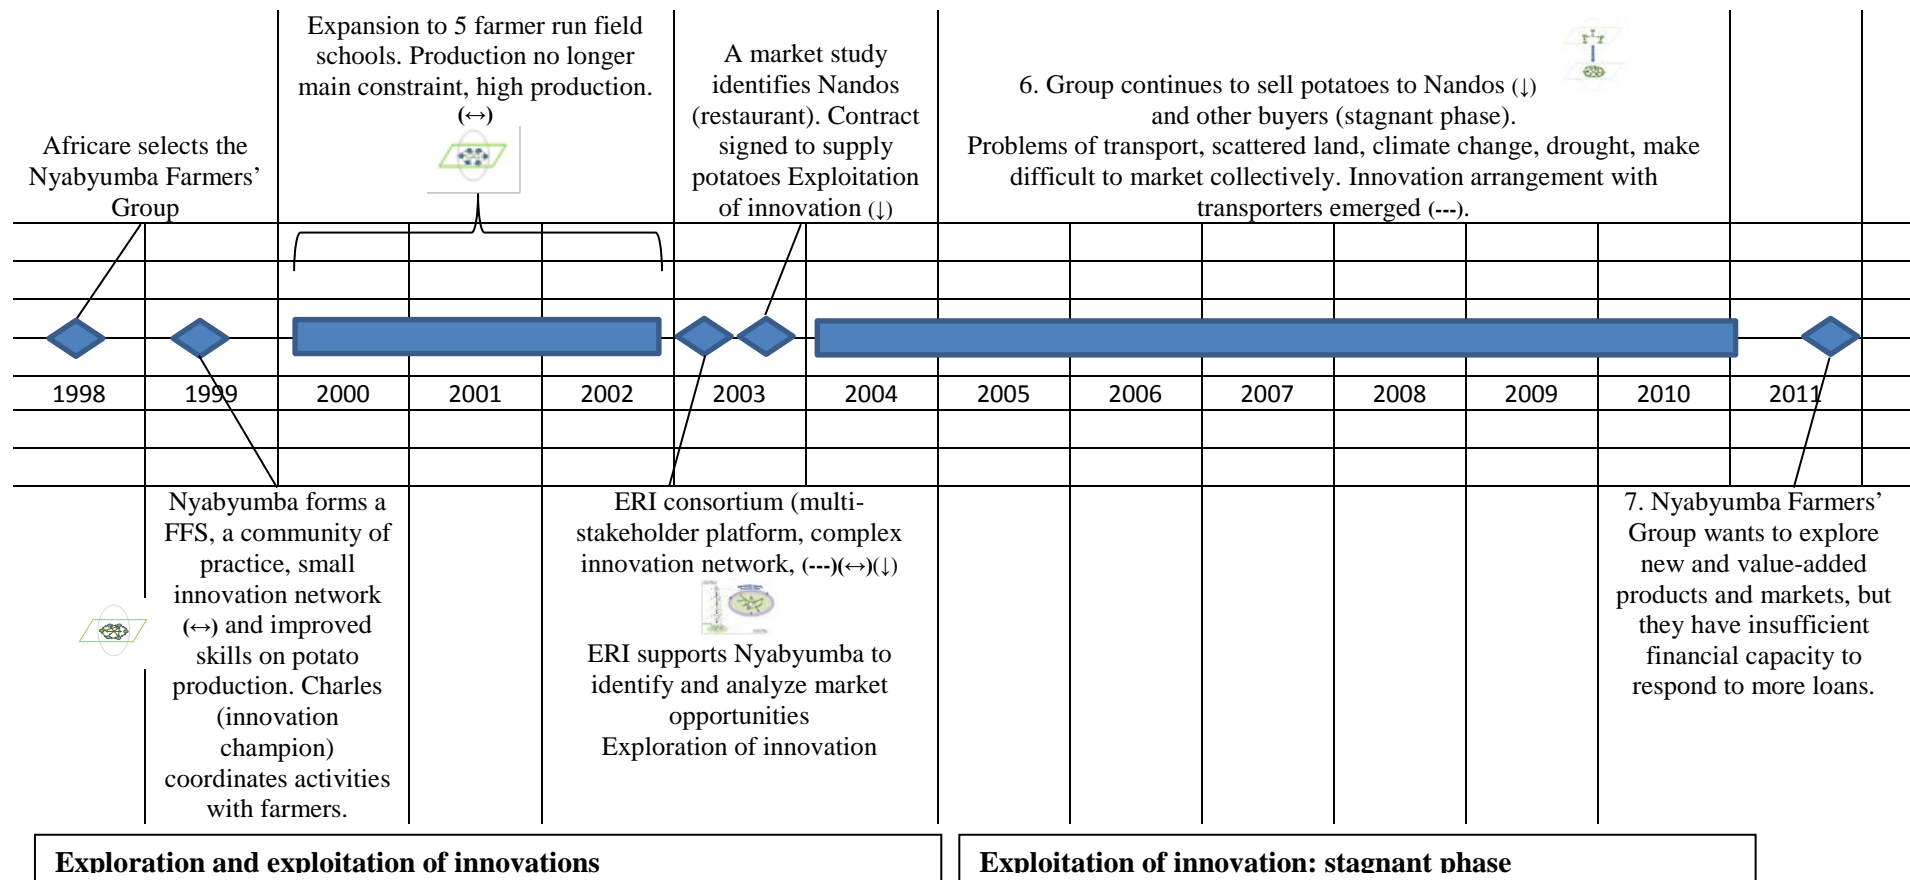 Africare selects the
Nyabyumba Farmers’
Group
Expansion to 5 farmer run field
schools. Production no longer
main constraint, high production.
(↔)
A market study
identifies Nandos
(restaurant). Contract
signed to supply
potatoes Exploitation
of innovation (↓)
6. Group continues to sell potatoes to Nandos (↓)
and other buyers (stagnant phase).
Problems of transport, scattered land, climate change, drought, make
difficult to market collectively. Innovation arrangement with
transporters emerged (---).
1998 1999 2000 2001 2002 2003 2004 2005 2006 2007 2008 2009 2010 2011
Nyabyumba forms a
FFS, a community of
practice, small
innovation network
(↔) and improved
skills on potato
production. Charles
(innovation
champion)
coordinates activities
with farmers.
ERI consortium (multi-
stakeholder platform, complex
innovation network, (---)(↔)(↓)
ERI supports Nyabyumba to
identify and analyze market
opportunities
Exploration of innovation
7. Nyabyumba Farmers’
Group wants to explore
new and value-added
products and markets, but
they have insufficient
financial capacity to
respond to more loans.
Exploration and exploitation of innovations
Exploitation of innovation: stagnant phase